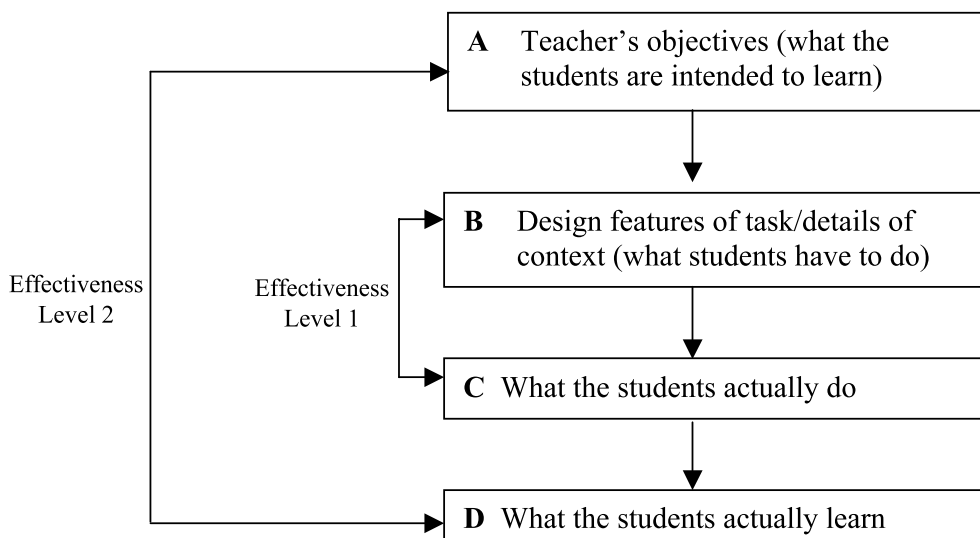 A Teacher’s objectives (what the
students are intended to learn)
B Design features of task/details of
context (what students have to do)
Effectiveness
Level 2
Effectiveness
Level 1
C What the students actually do
D What the students actually learn